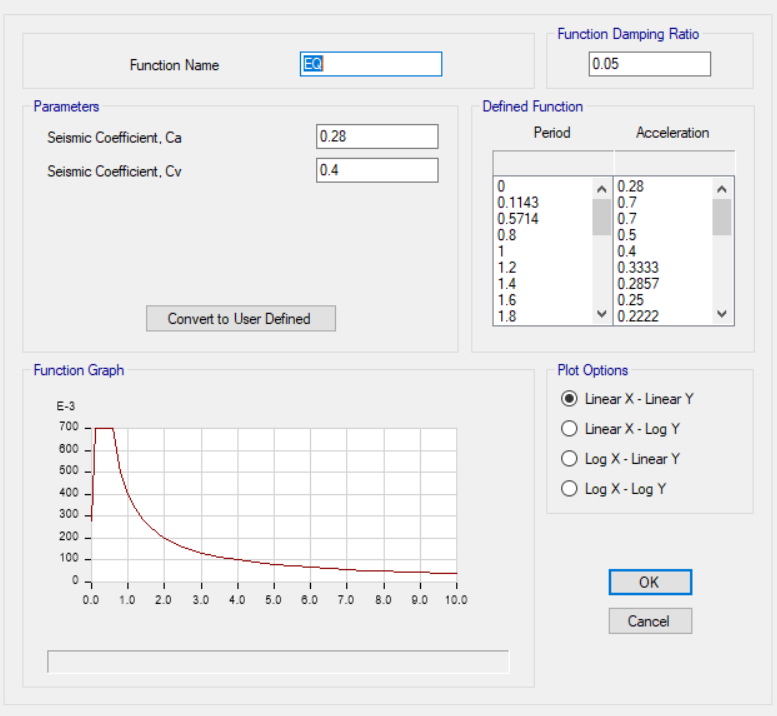 Function Name
EQ
Function Damping Ratio
0.05
Parameters
Seismic Coefficient, Ca
0.28
Seismic Coefficient, Cv
0.4
Convert to User Defined
Defined Function
Period Acceleration
0 0.28
0.1143 0.7
0.5714 0.7
0.8 0.5
1 0.4
1.2 0.3333
1.4 0.2857
1.6 0.25
1.8 0.2222
Function Graph
E-3
700
600
500
400
300
200
100
0
0.0 1.0 2.0 3.0 4.0 5.0 6.0 7.0 8.0 9.0 10.0
Plot Options
Linear X - Linear Y
Linear X - Log Y
Log X - Linear Y
Log X - Log Y
OK
Cancel